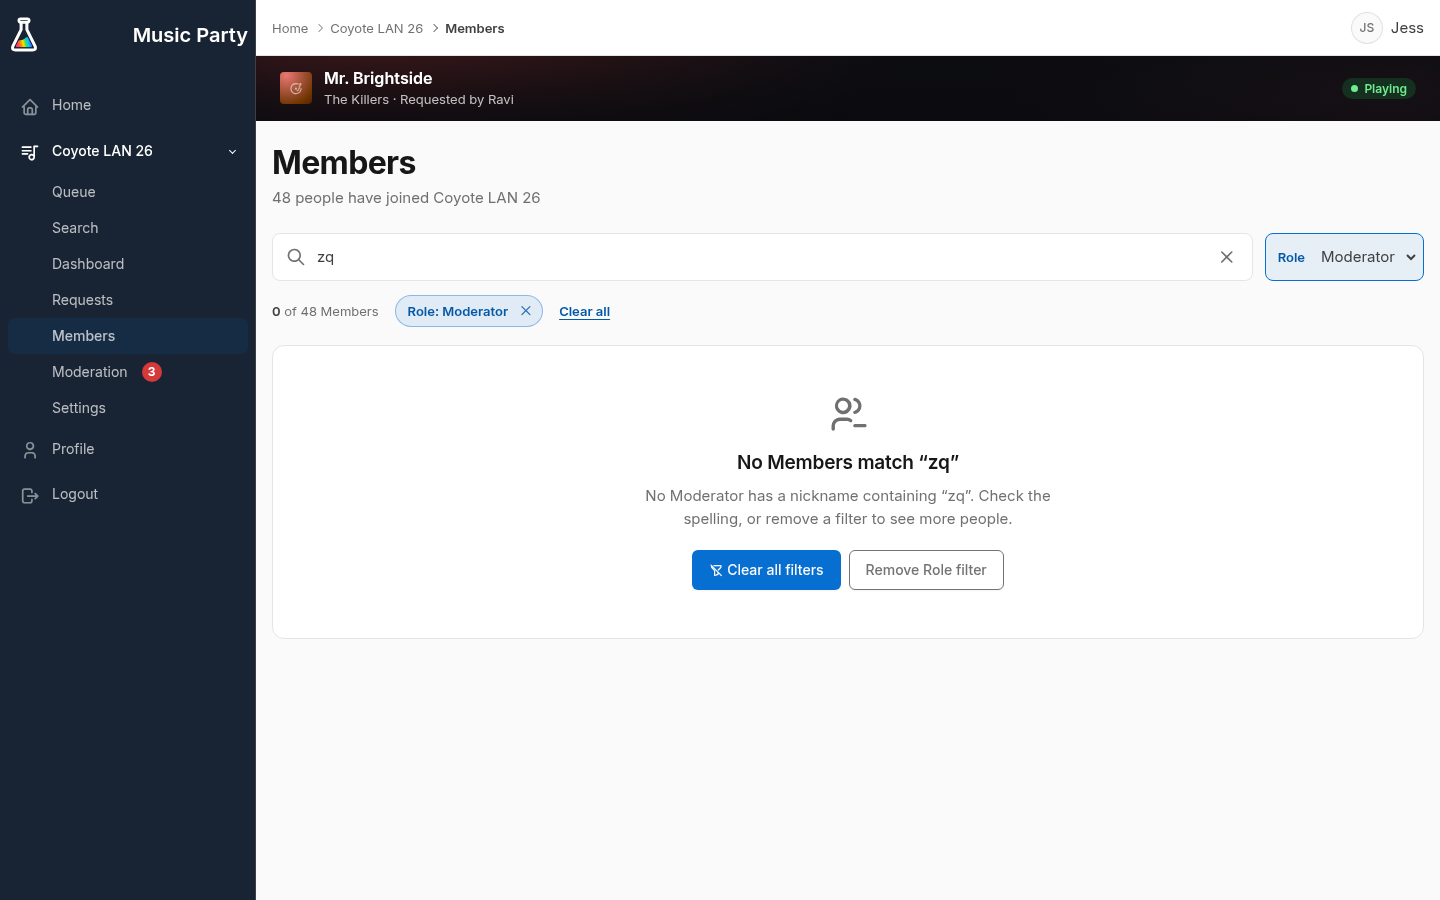 Music Party
Home
Coyote LAN 26
Queue
Search
Dashboard
Requests
Members
Moderation 3
Settings
Profile
Logout
Home Coyote LAN 26 Members
JS Jess
Mr. Brightside
The Killers · Requested by Ravi
Playing
Members
48 people have joined Coyote LAN 26
zq
Role Moderator
0 of 48 Members Role: Moderator Clear all
No Members match “zq”
No Moderator has a nickname containing “zq”. Check the
spelling, or remove a filter to see more people.
Clear all filters Remove Role filter